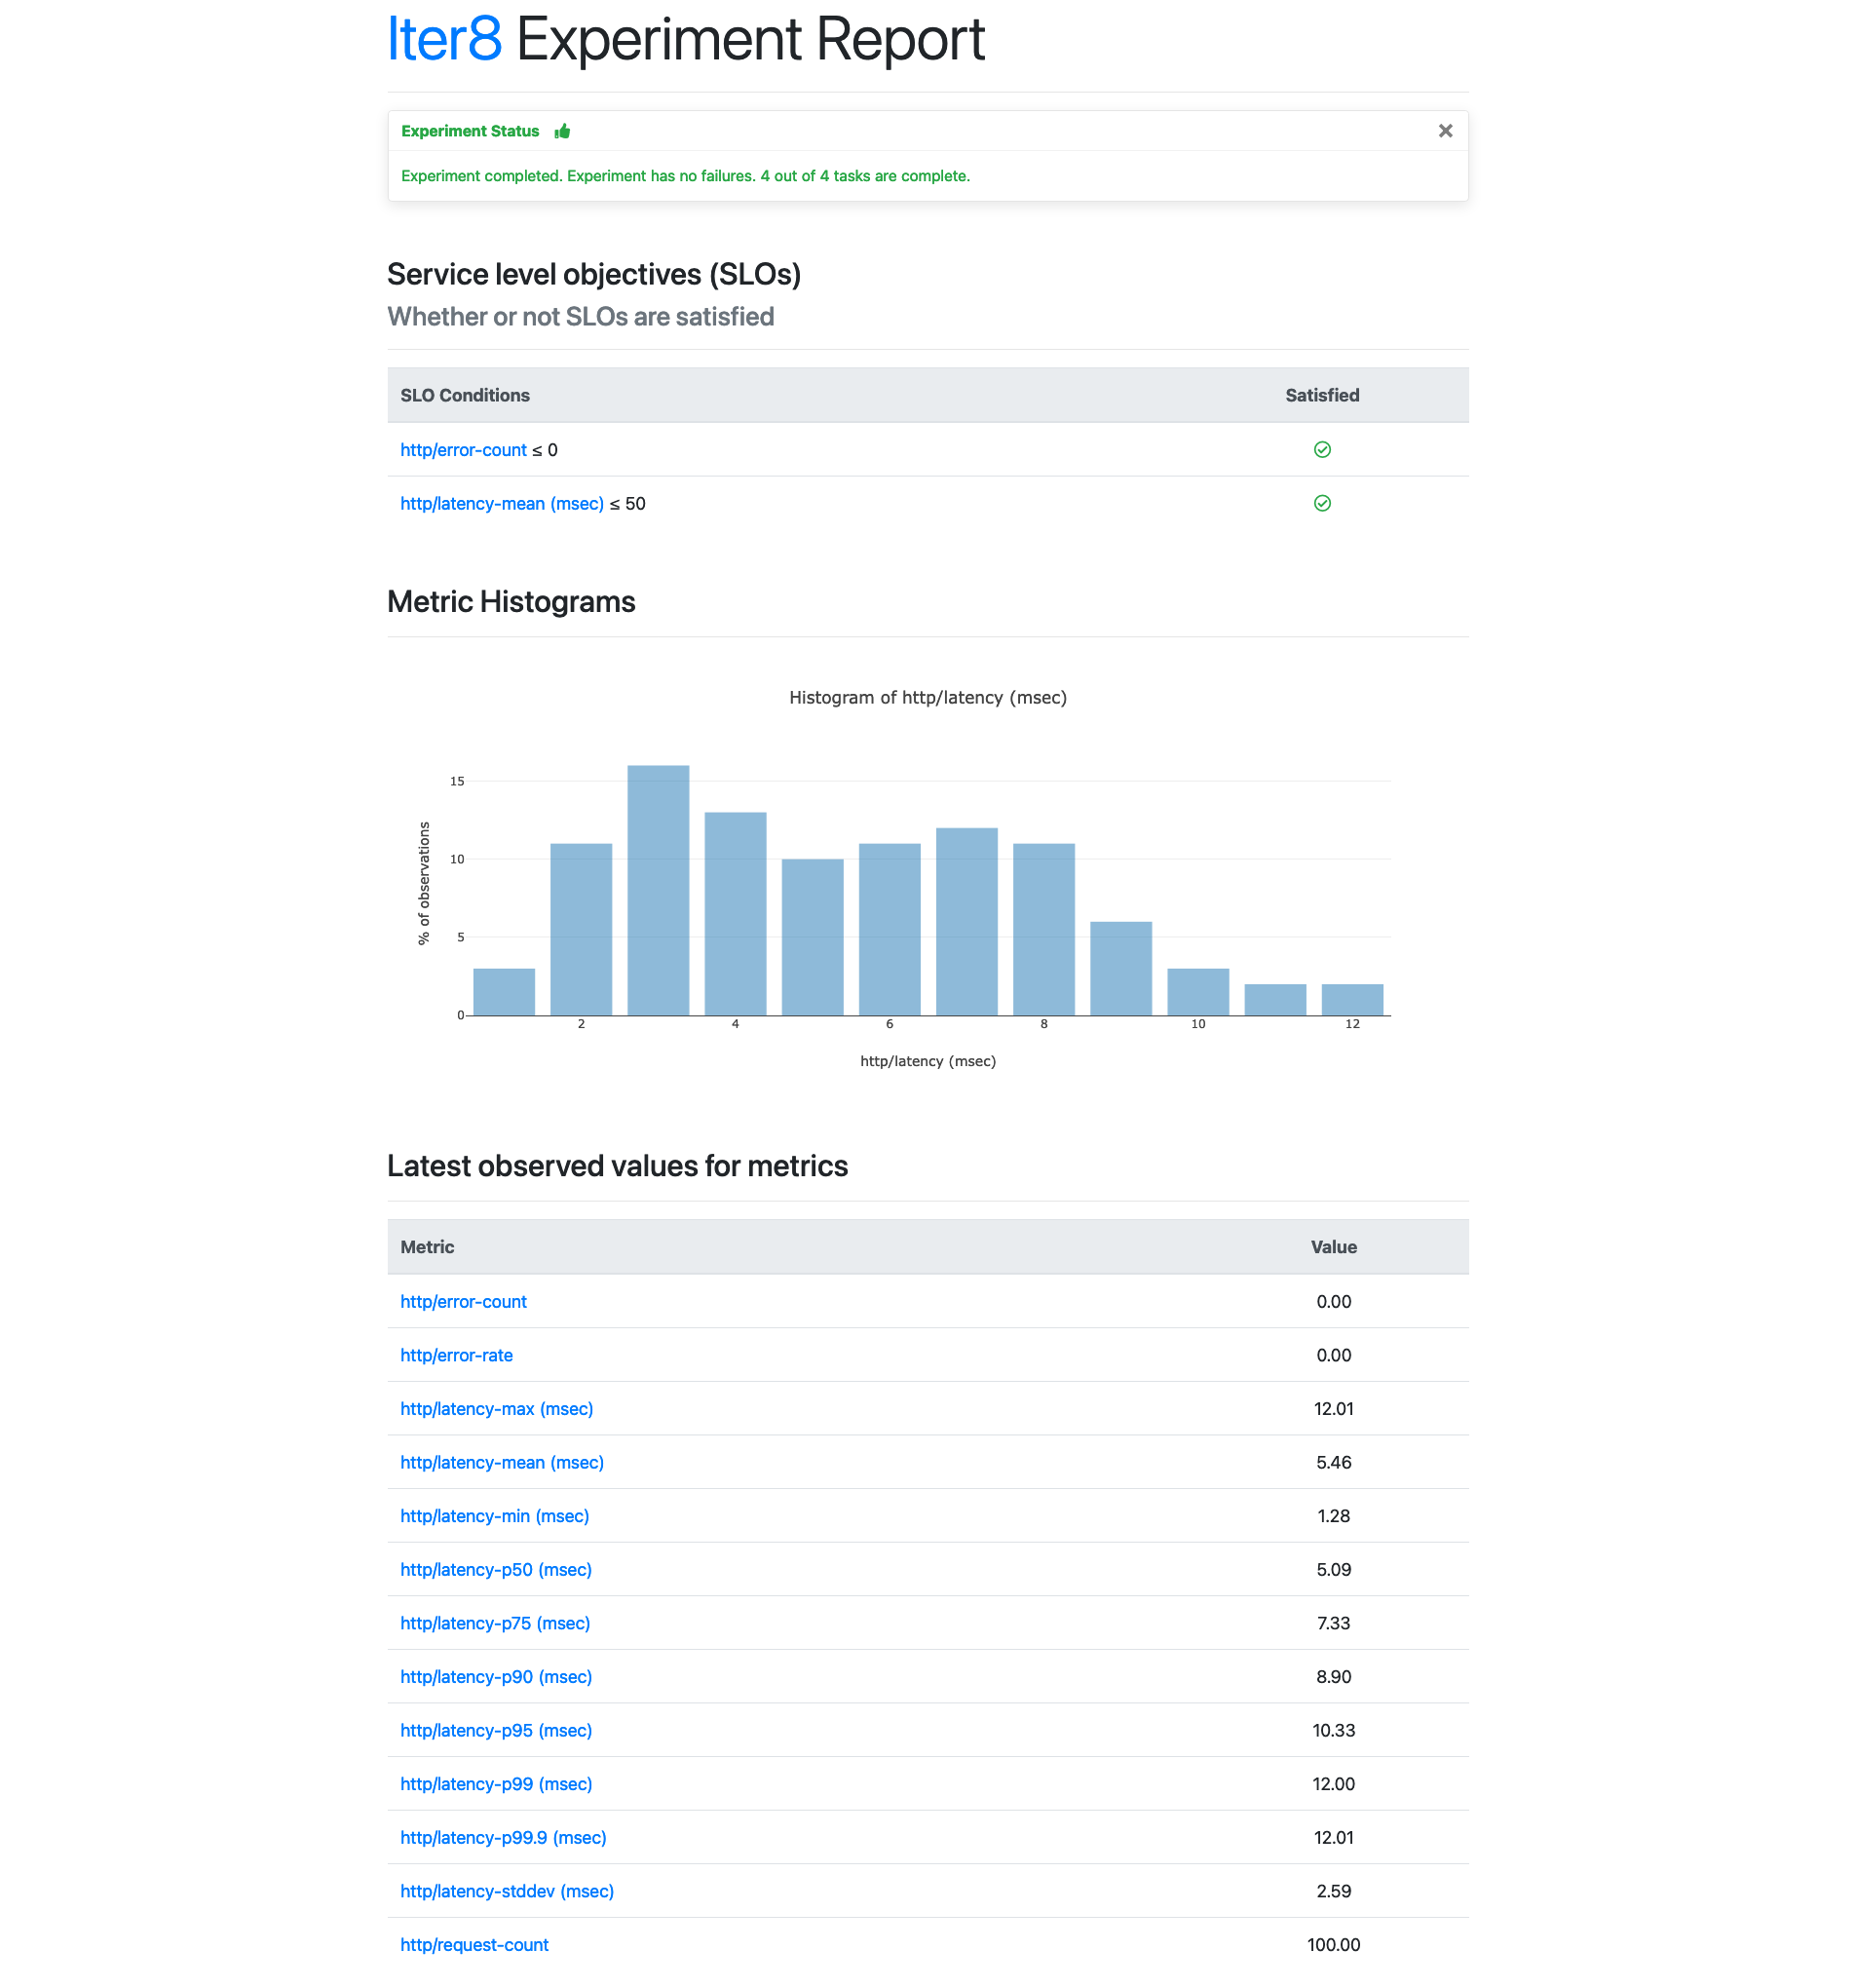 Iter8 Experiment Report
Experiment Status
Experiment completed. Experiment has no failures. 4 out of 4 tasks are complete.
Service level objectives (SLOs)
Whether or not SLOs are satisfied
SLO Conditions Satisfied
http/error-count ≤ 0
http/latency-mean (msec) ≤ 50
Metric Histograms
Histogram of http/latency (msec)
% of observations
15
10
5
0
2 4 6 8 10 12
http/latency (msec)
Latest observed values for metrics
Metric Value
http/error-count 0.00
http/error-rate 0.00
http/latency-max (msec) 12.01
http/latency-mean (msec) 5.46
http/latency-min (msec) 1.28
http/latency-p50 (msec) 5.09
http/latency-p75 (msec) 7.33
http/latency-p90 (msec) 8.90
http/latency-p95 (msec) 10.33
http/latency-p99 (msec) 12.00
http/latency-p99.9 (msec) 12.01
http/latency-stddev (msec) 2.59
http/request-count 100.00